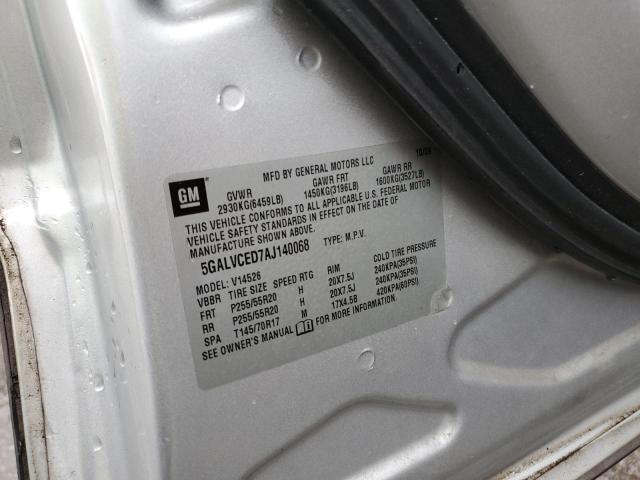 GM
MFD BY GENERAL MOTORS LLC 10/09
GVWR GAWR FRT GAWR RR
2930KG(6459LB) 1450KG(3196LB) 1600KG(3527LB)
THIS VEHICLE CONFORMS TO ALL APPLICABLE U.S. FEDERAL MOTOR
VEHICLE SAFETY STANDARDS IN EFFECT ON THE DATE OF
MANUFACTURE SHOWN ABOVE.
5GALVCED7AJ140068 TYPE: M.P.V.
MODEL: V14526
VBBR TIRE SIZE SPEED RTG RIM COLD TIRE PRESSURE
FRT P255/55R20 H 20X7.5J 240KPA(35PSI)
RR P255/55R20 H 20X7.5J 240KPA(35PSI)
SPA T145/70R17 M 17X4.5B 420KPA(60PSI)
SEE OWNER'S MANUAL FOR MORE INFORMATION.